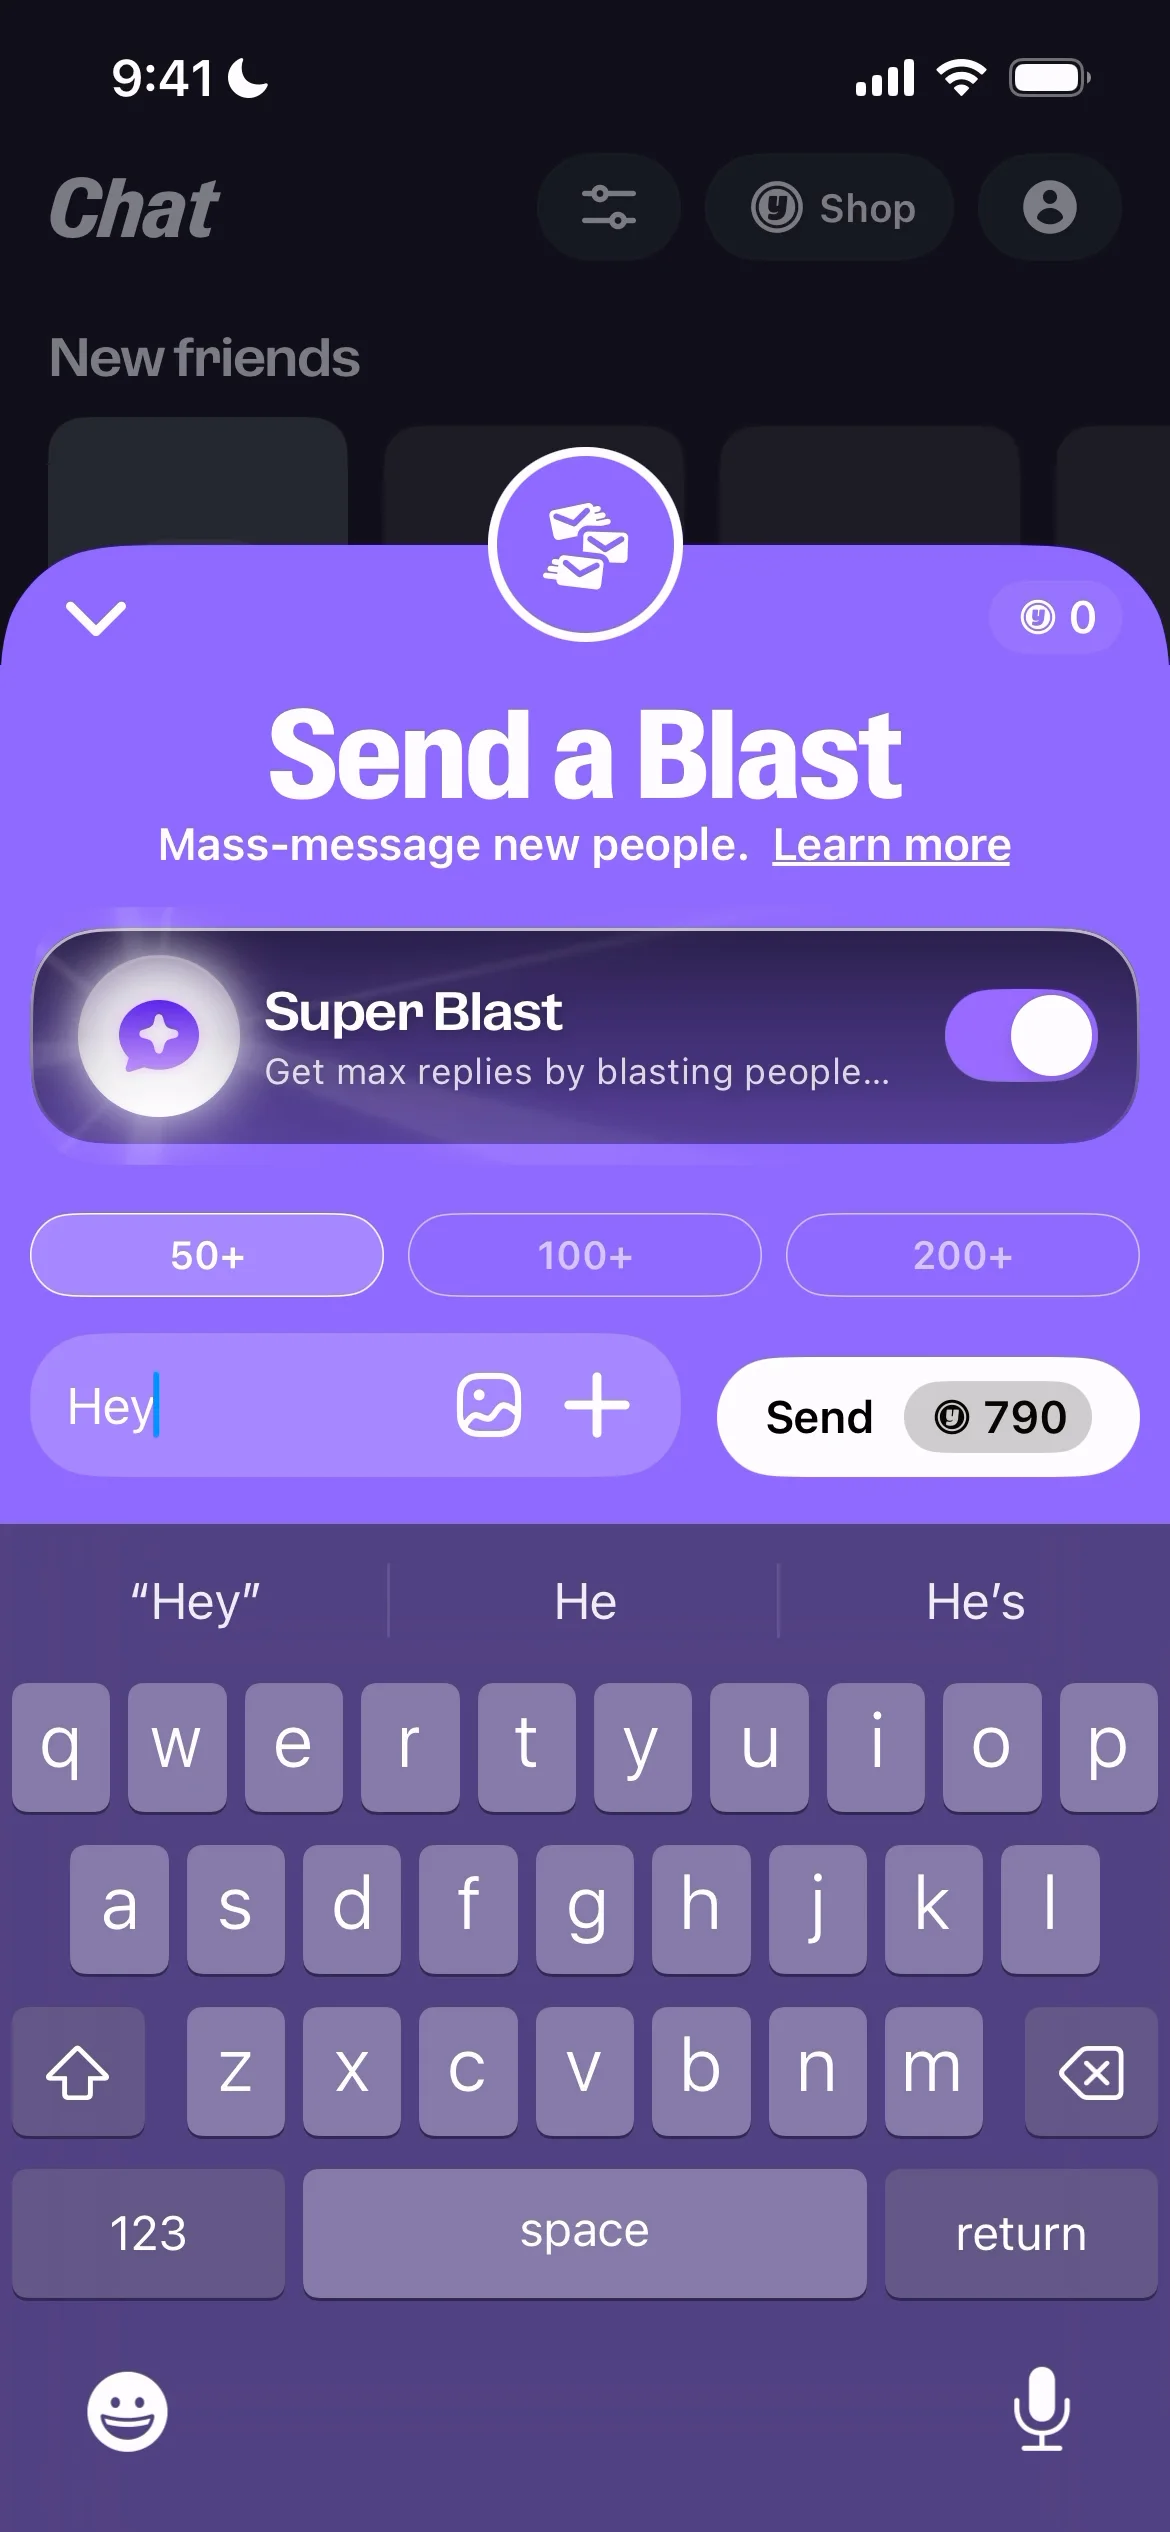 9:41
Chat
Shop
New friends
0
Send a Blast
Mass-message new people. Learn more
Super Blast
Get max replies by blasting people...
50+ 100+ 200+
Hey
Send 790
“Hey” He He’s
q w e r t y u i o p
a s d f g h j k l
z x c v b n m
123 space return